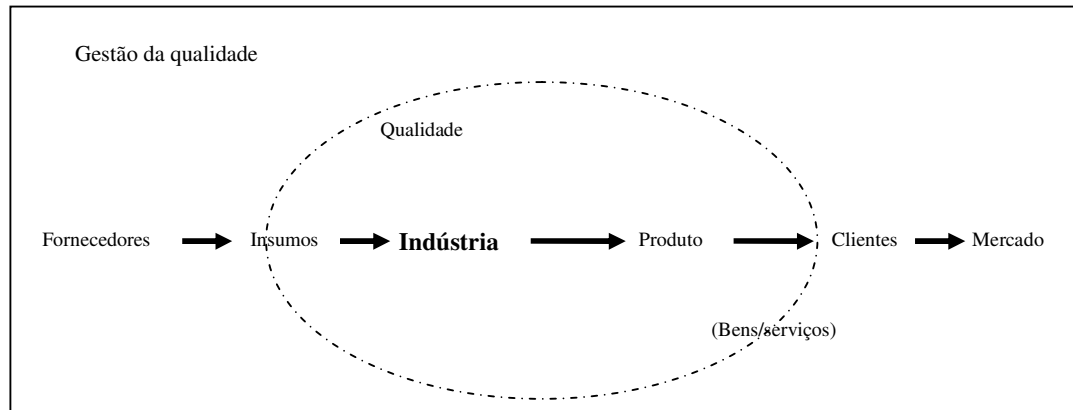 Gestão da qualidade
Qualidade
Fornecedores Insumos Indústria Produto Clientes Mercado
(Bens/serviços)